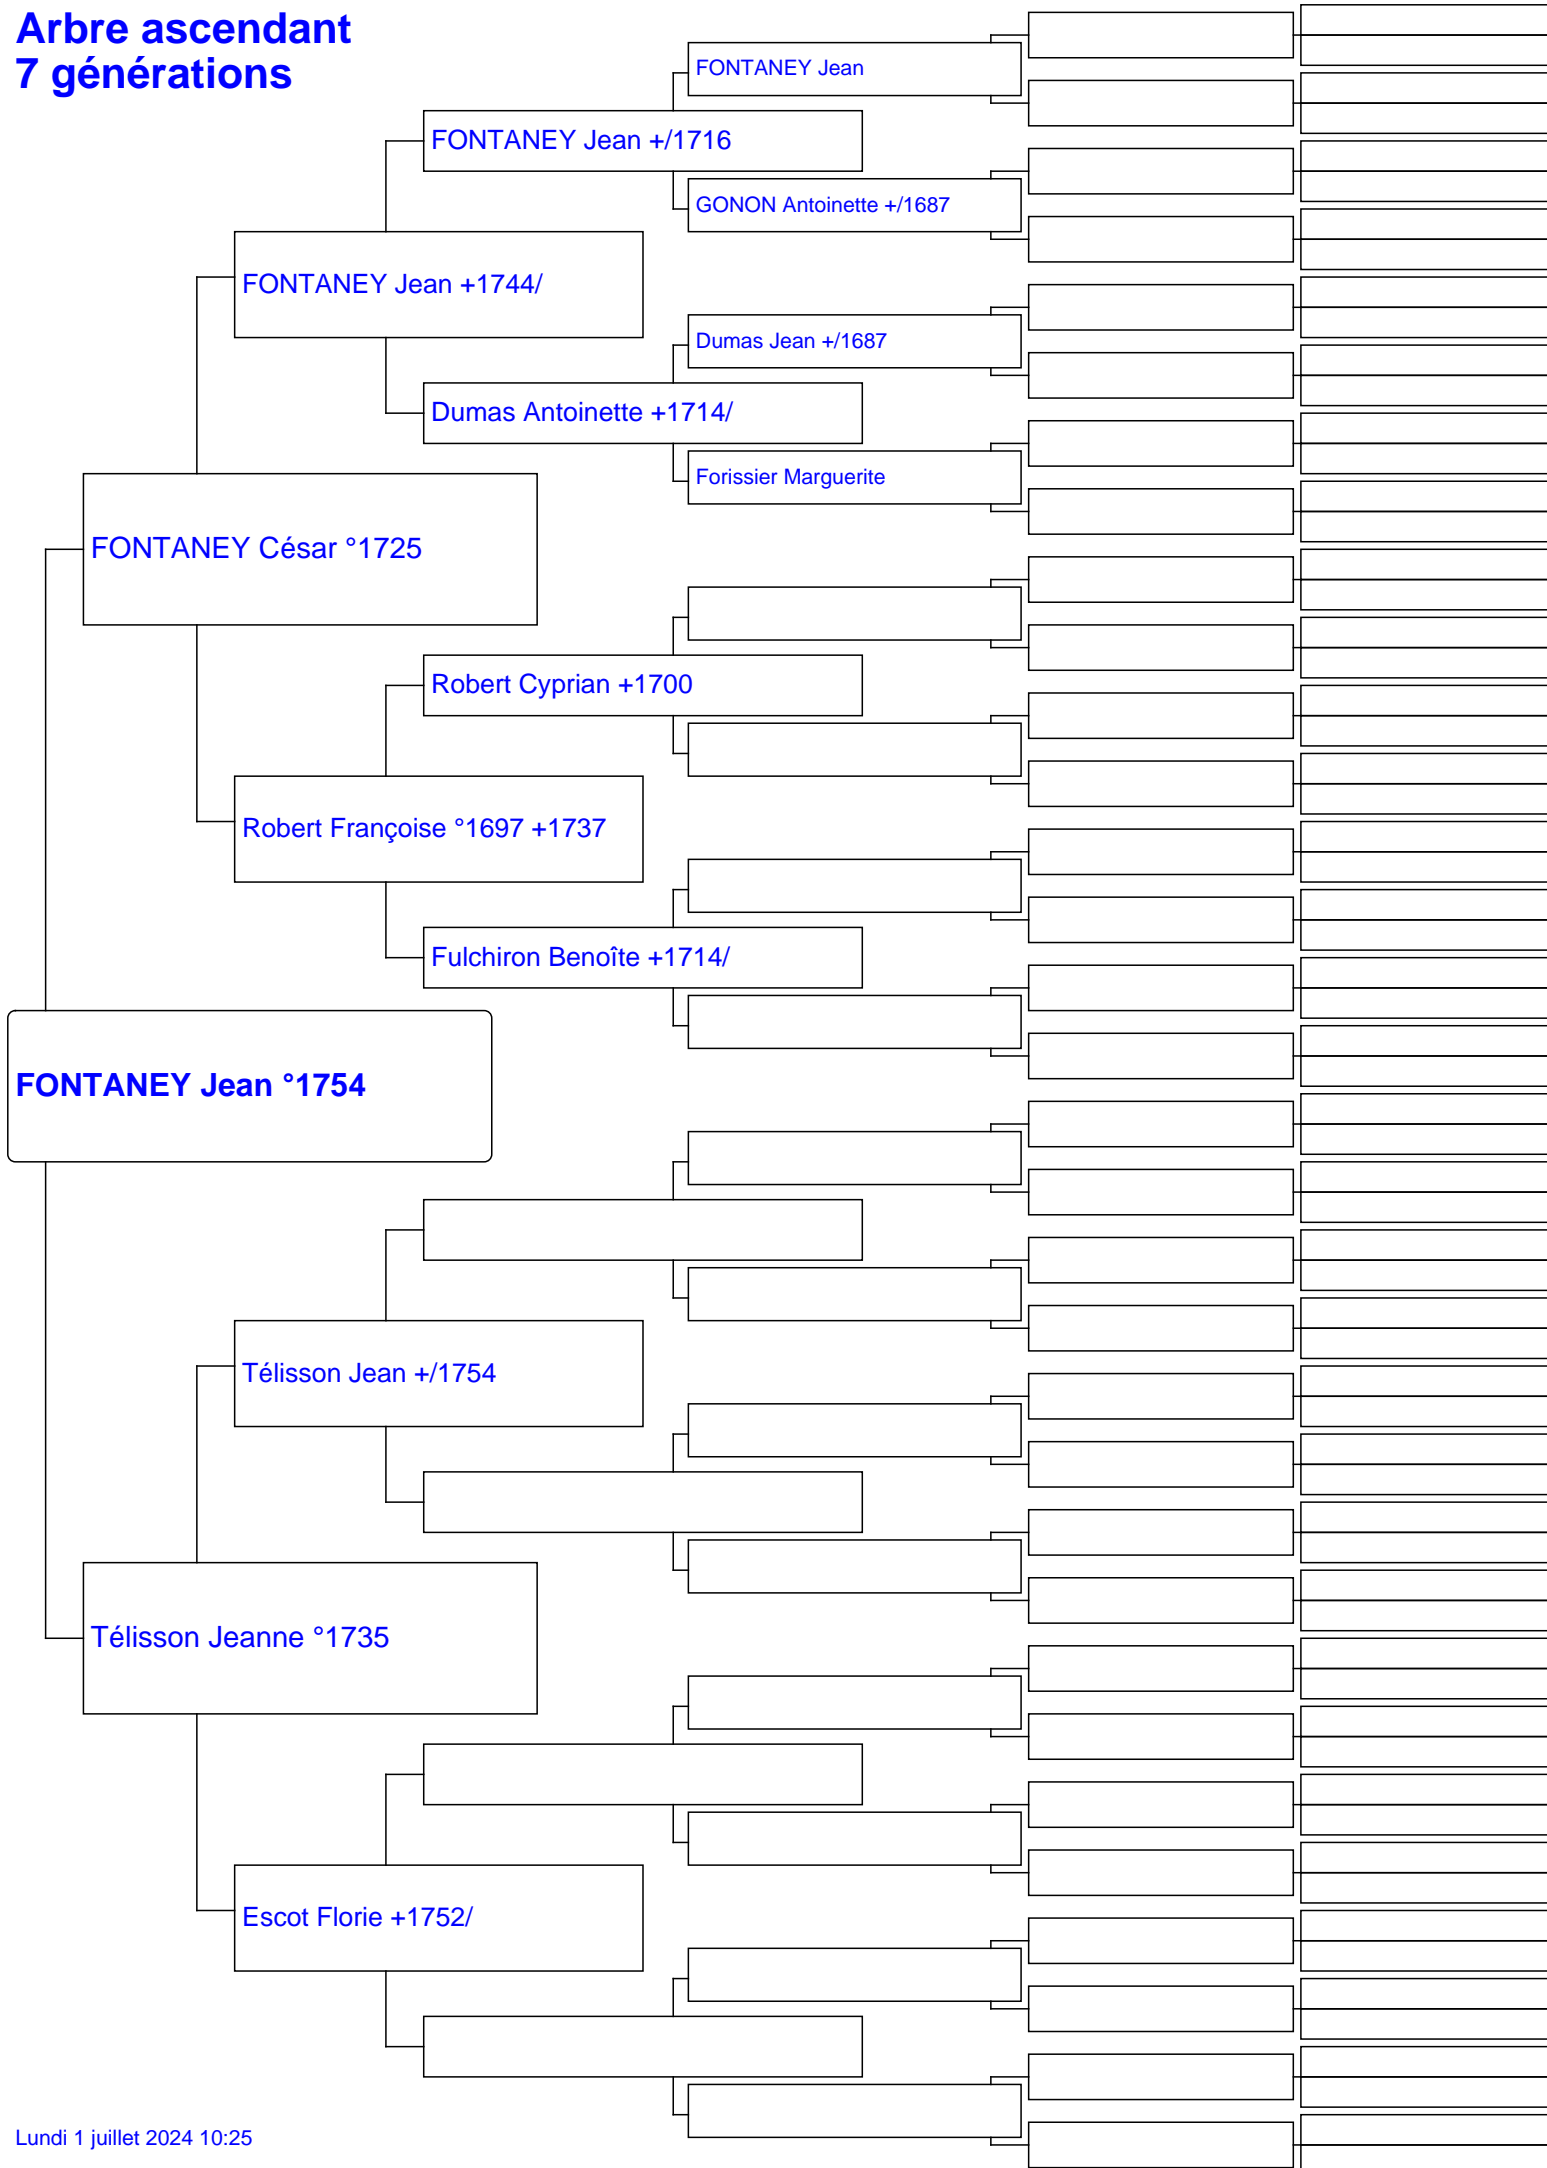 Arbre ascendant
7 générations
FONTANEY Jean
FONTANEY Jean +/1716
GONON Antoinette +/1687
FONTANEY Jean +1744/
Dumas Jean +/1687
Dumas Antoinette +1714/
Forissier Marguerite
FONTANEY César °1725
Robert Cyprian +1700
Robert Françoise °1697 +1737
Fulchiron Benoîte +1714/
FONTANEY Jean °1754
Télisson Jean +/1754
Télisson Jeanne °1735
Escot Florie +1752/
Lundi 1 juillet 2024 10:25